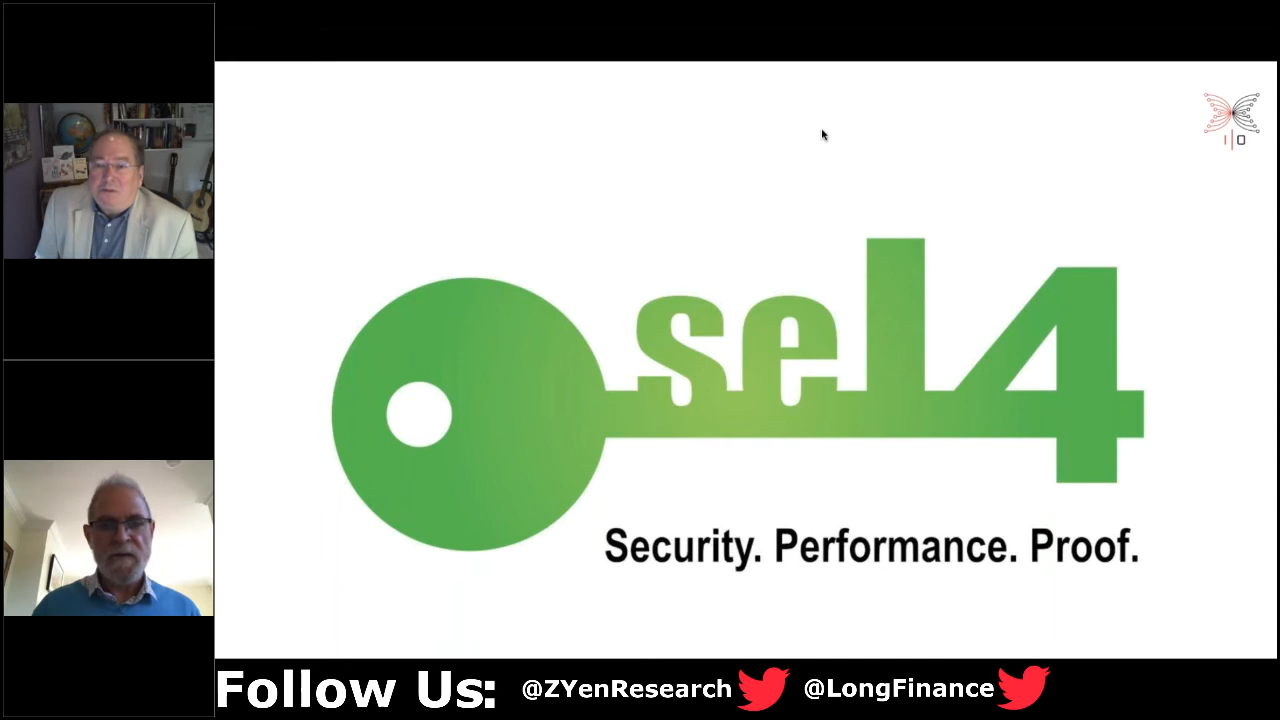 I|O
sel4
Security. Performance. Proof.
Follow Us: @ZYenResearch @LongFinance